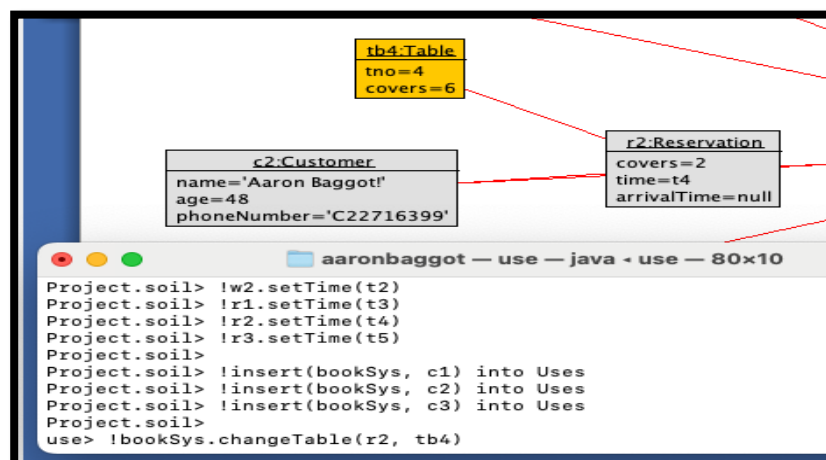 tb4:Table
tno=4
covers=6
r2:Reservation
covers=2
time=t4
arrivalTime=null
c2:Customer
name='Aaron Baggot!'
age=48
phoneNumber='C22716399'
aaronbaggot — use — java ◂ use — 80×10
Project.soil> !w2.setTime(t2)
Project.soil> !r1.setTime(t3)
Project.soil> !r2.setTime(t4)
Project.soil> !r3.setTime(t5)
Project.soil>
Project.soil> !insert(bookSys, c1) into Uses
Project.soil> !insert(bookSys, c2) into Uses
Project.soil> !insert(bookSys, c3) into Uses
Project.soil>
use> !bookSys.changeTable(r2, tb4)